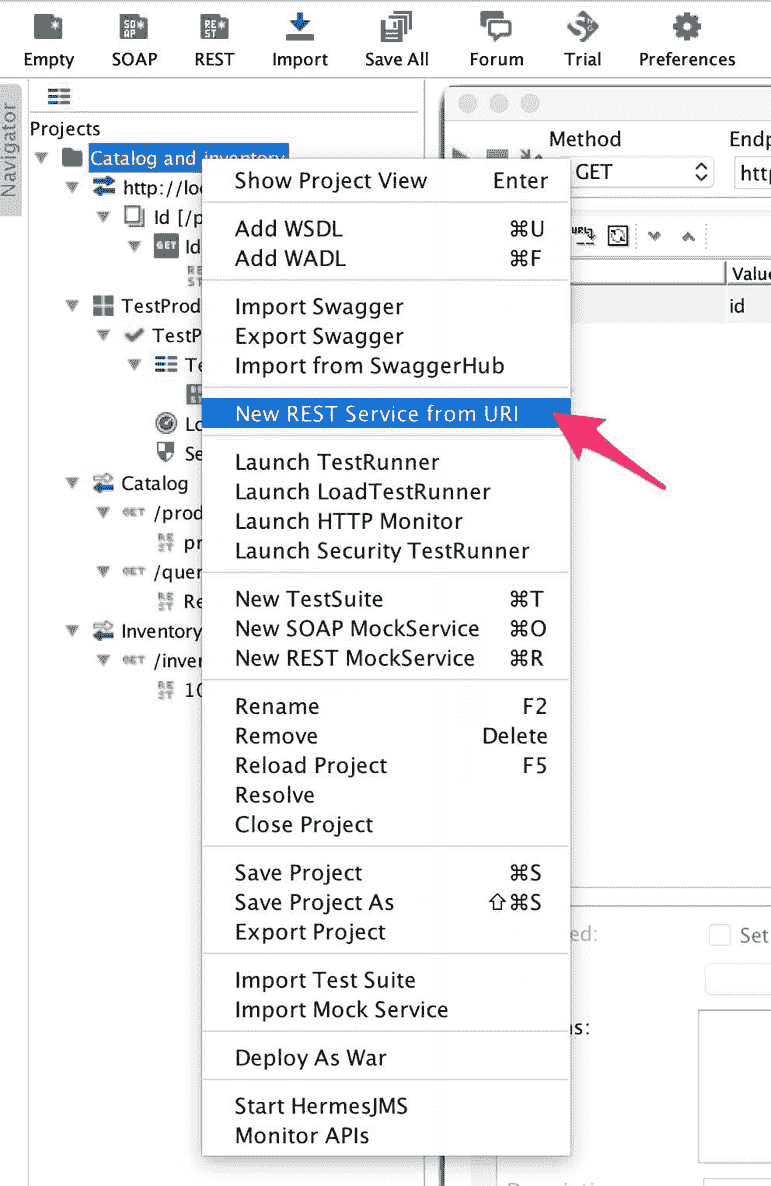 Empty SOAP REST Import Save All Forum Trial Preferences
Navigator
Projects
Catalog and inventory
http://lo
Id [/p
GET Id
TestProd
TestP
Te
Lo
Se
Catalog
GET /prod
REST pr
GET /quer
REST Re
Inventory
GET /inver
REST 10
Method Endp
GET http
Value
id
Show Project View Enter
Add WSDL ⌘U
Add WADL ⌘F
Import Swagger
Export Swagger
Import from SwaggerHub
New REST Service from URI
Launch TestRunner
Launch LoadTestRunner
Launch HTTP Monitor
Launch Security TestRunner
New TestSuite ⌘T
New SOAP MockService ⌘O
New REST MockService ⌘R
Rename F2
Remove Delete
Reload Project F5
Resolve
Close Project
Save Project ⌘S
Save Project As ⇧⌘S
Export Project
Import Test Suite
Import Mock Service
Deploy As War
Start HermesJMS
Monitor APIs
ed:
Set
s: